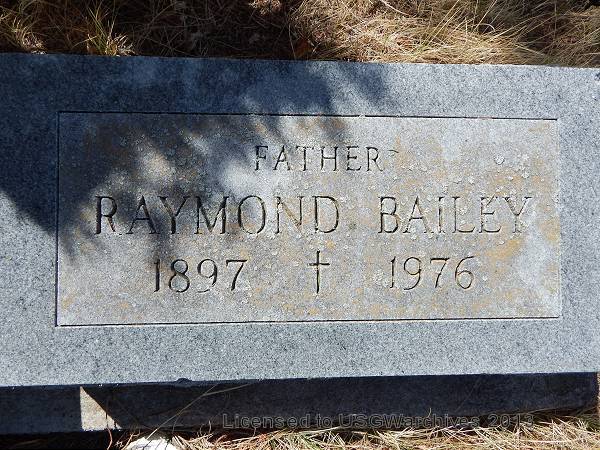 FATHER
RAYMOND BAILEY
1897 † 1976
Licensed to USGWarchives 2013